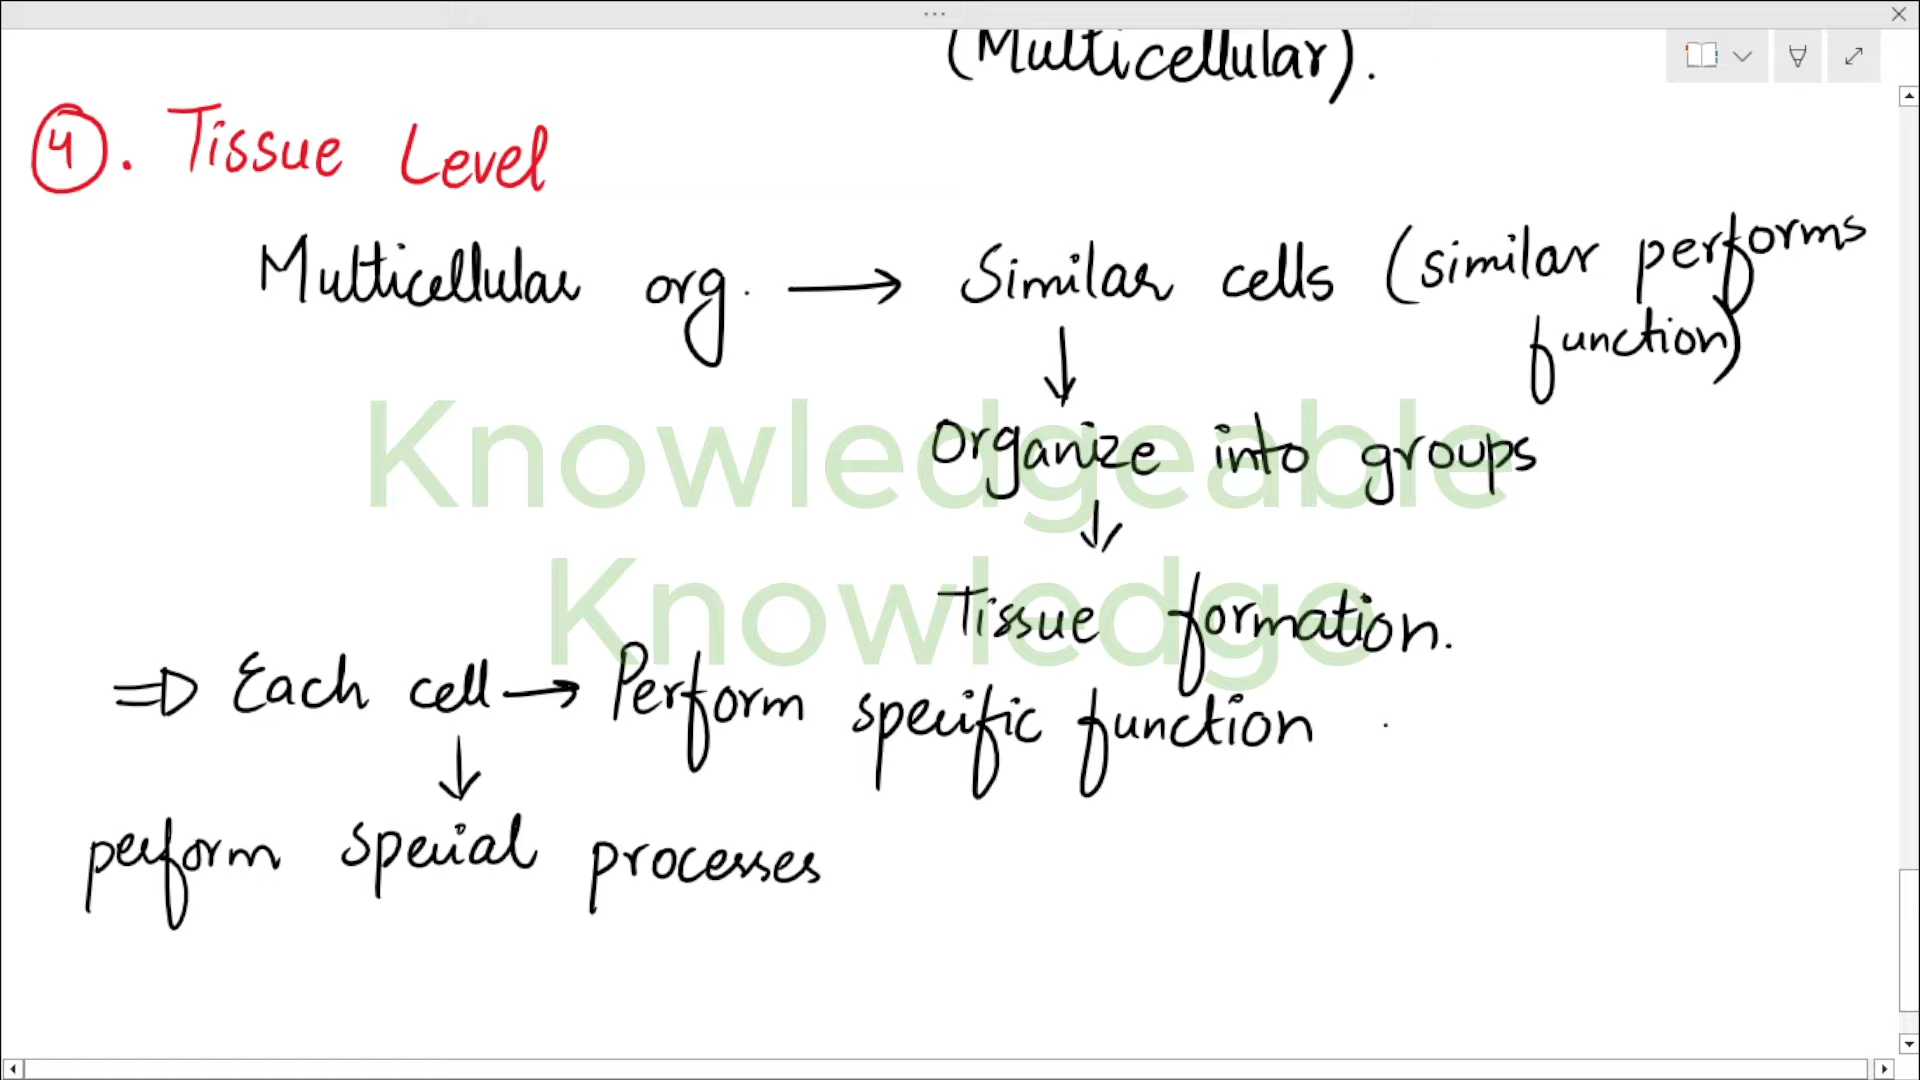 (Multicellular).
4. Tissue Level
Multicellular org. → Similar cells (similar performs
function)
↓
Organize into groups
↓
Tissue formation.
⇒ Each cell → Perform specific function
↓
perform special processes
Knowledgeable
Knowledge